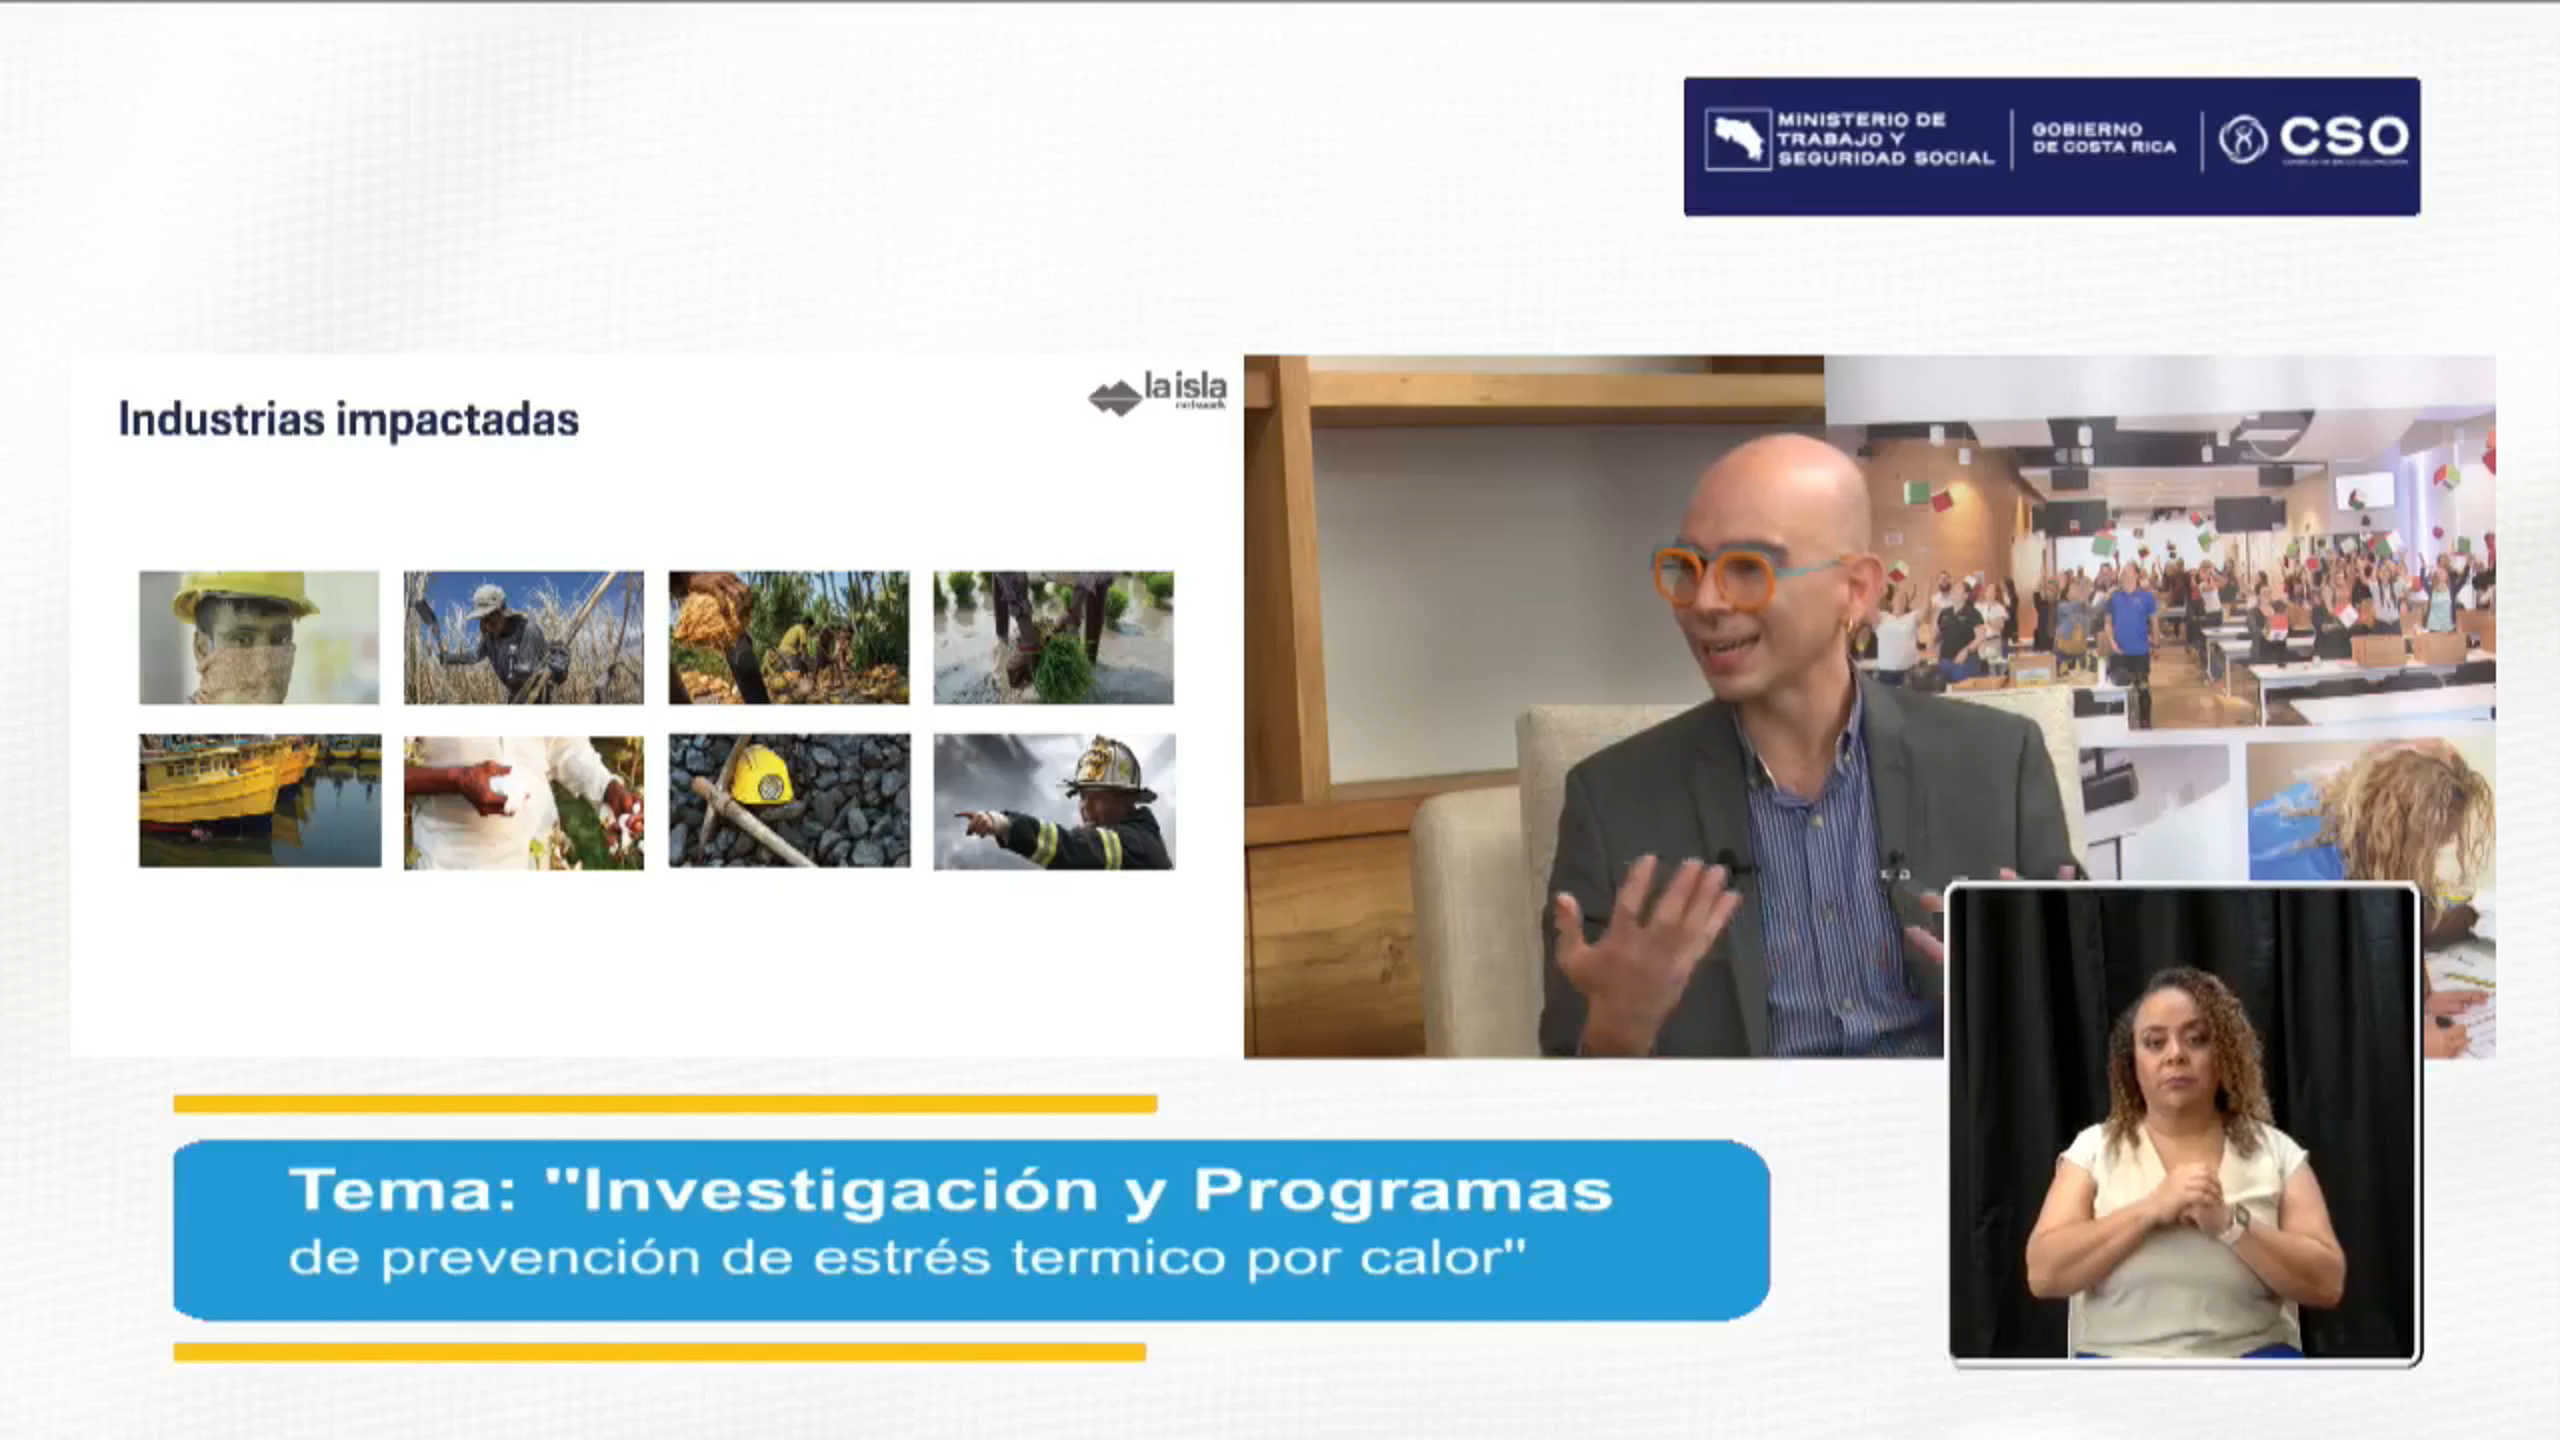 MINISTERIO DE
TRABAJO Y
SEGURIDAD SOCIAL
GOBIERNO
DE COSTA RICA
CSO
la isla
network
Industrias impactadas
Tema: "Investigación y Programas
de prevención de estrés termico por calor"